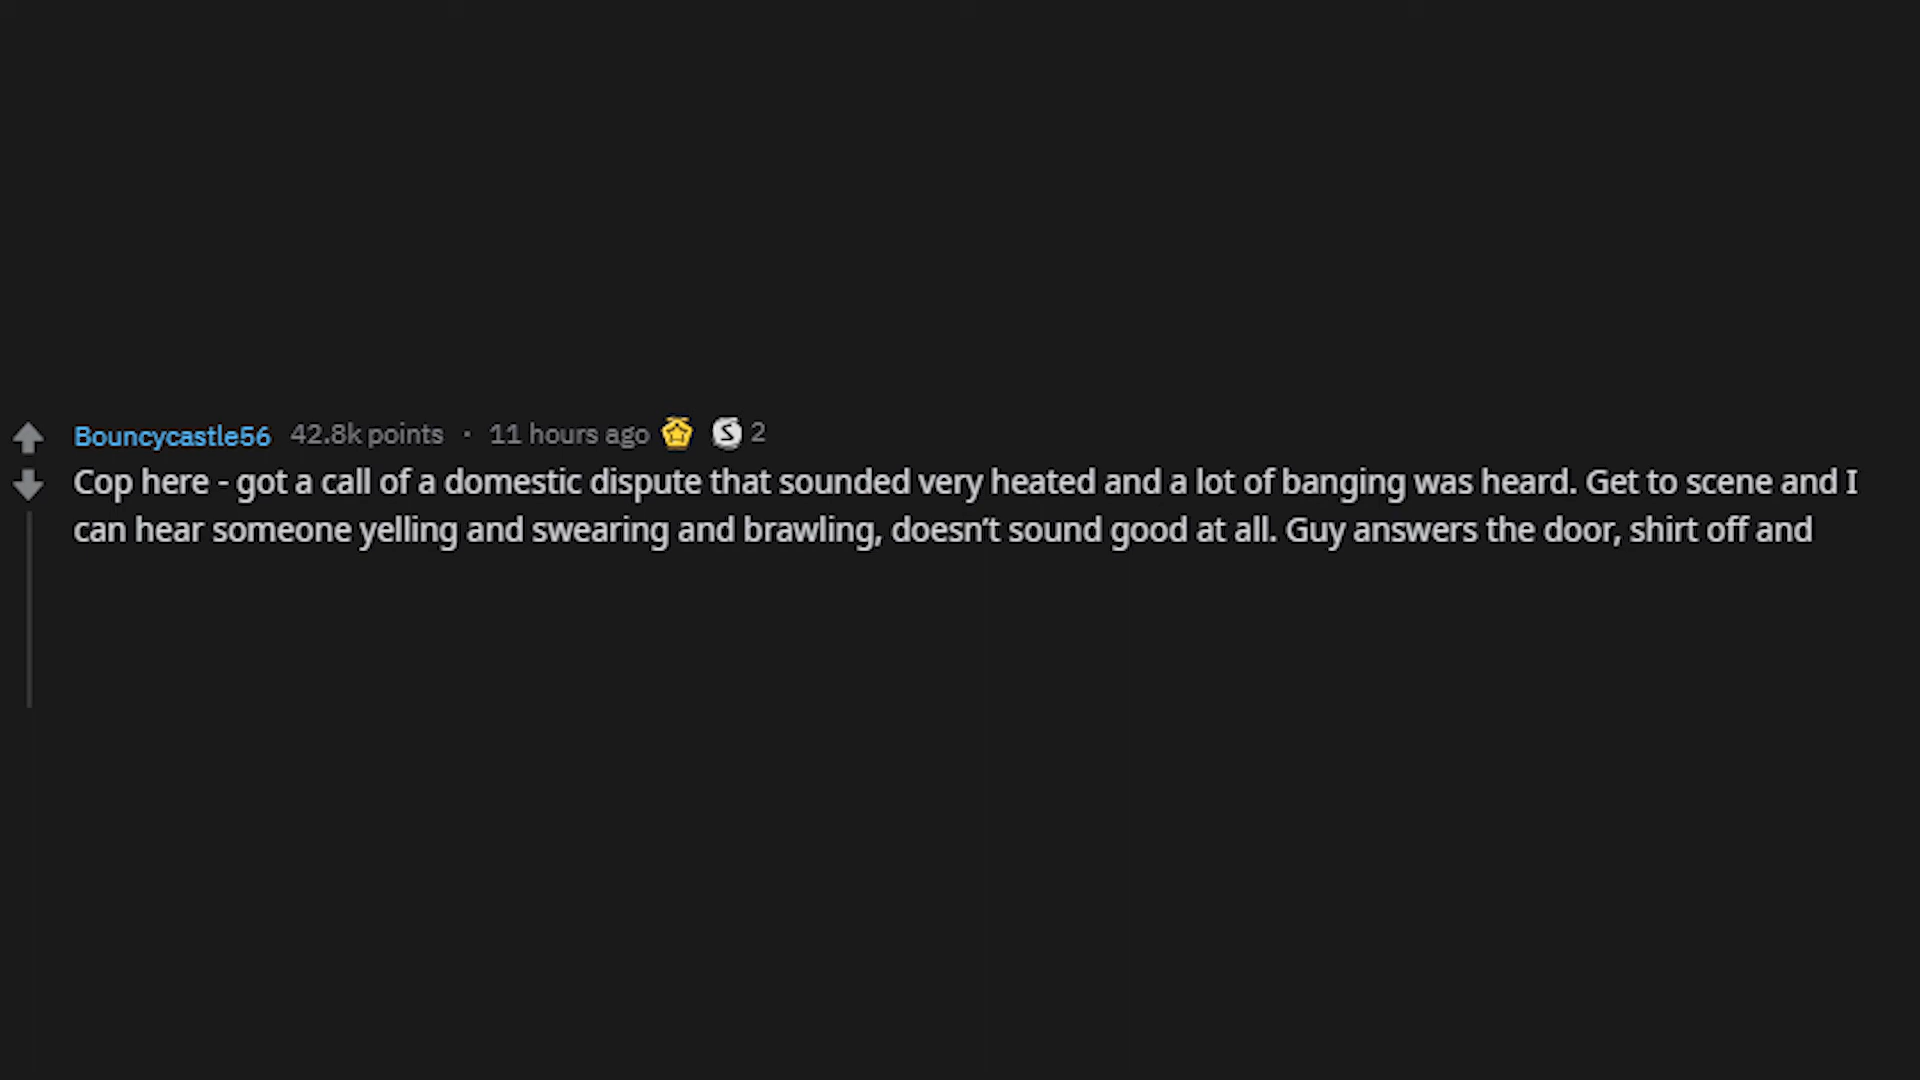 Bouncycastle56 42.8k points · 11 hours ago 2
Cop here - got a call of a domestic dispute that sounded very heated and a lot of banging was heard. Get to scene and I
can hear someone yelling and swearing and brawling, doesn’t sound good at all. Guy answers the door, shirt off and